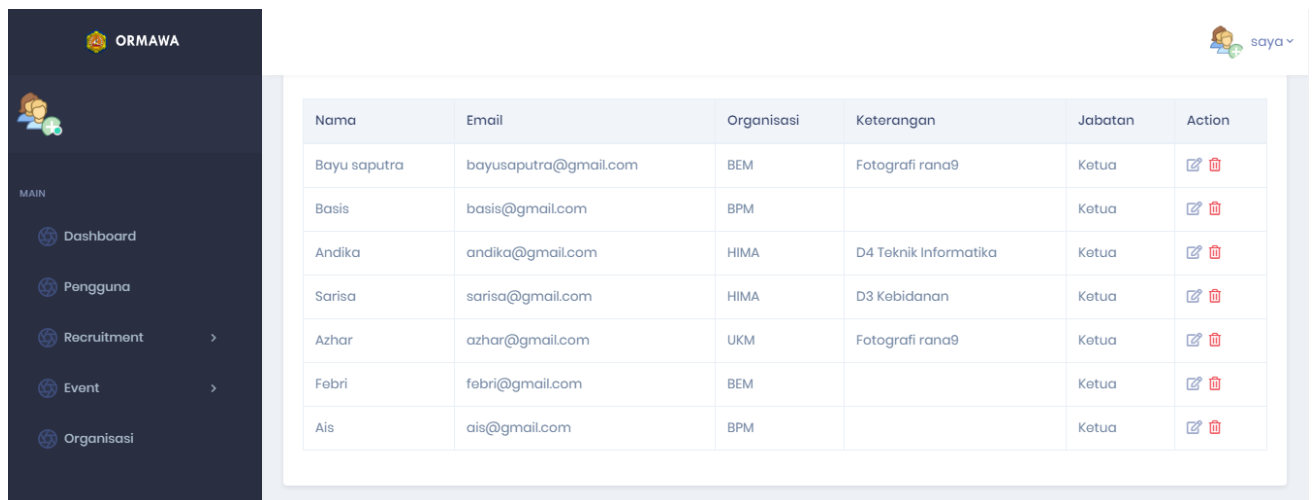 ORMAWA
saya
MAIN
Dashboard
Pengguna
Recruitment
Event
Organisasi
Nama Email Organisasi Keterangan Jabatan Action
Bayu saputra bayusaputra@gmail.com BEM Fotografi rana9 Ketua
Basis basis@gmail.com BPM Ketua
Andika andika@gmail.com HIMA D4 Teknik Informatika Ketua
Sarisa sarisa@gmail.com HIMA D3 Kebidanan Ketua
Azhar azhar@gmail.com UKM Fotografi rana9 Ketua
Febri febri@gmail.com BEM Ketua
Ais ais@gmail.com BPM Ketua